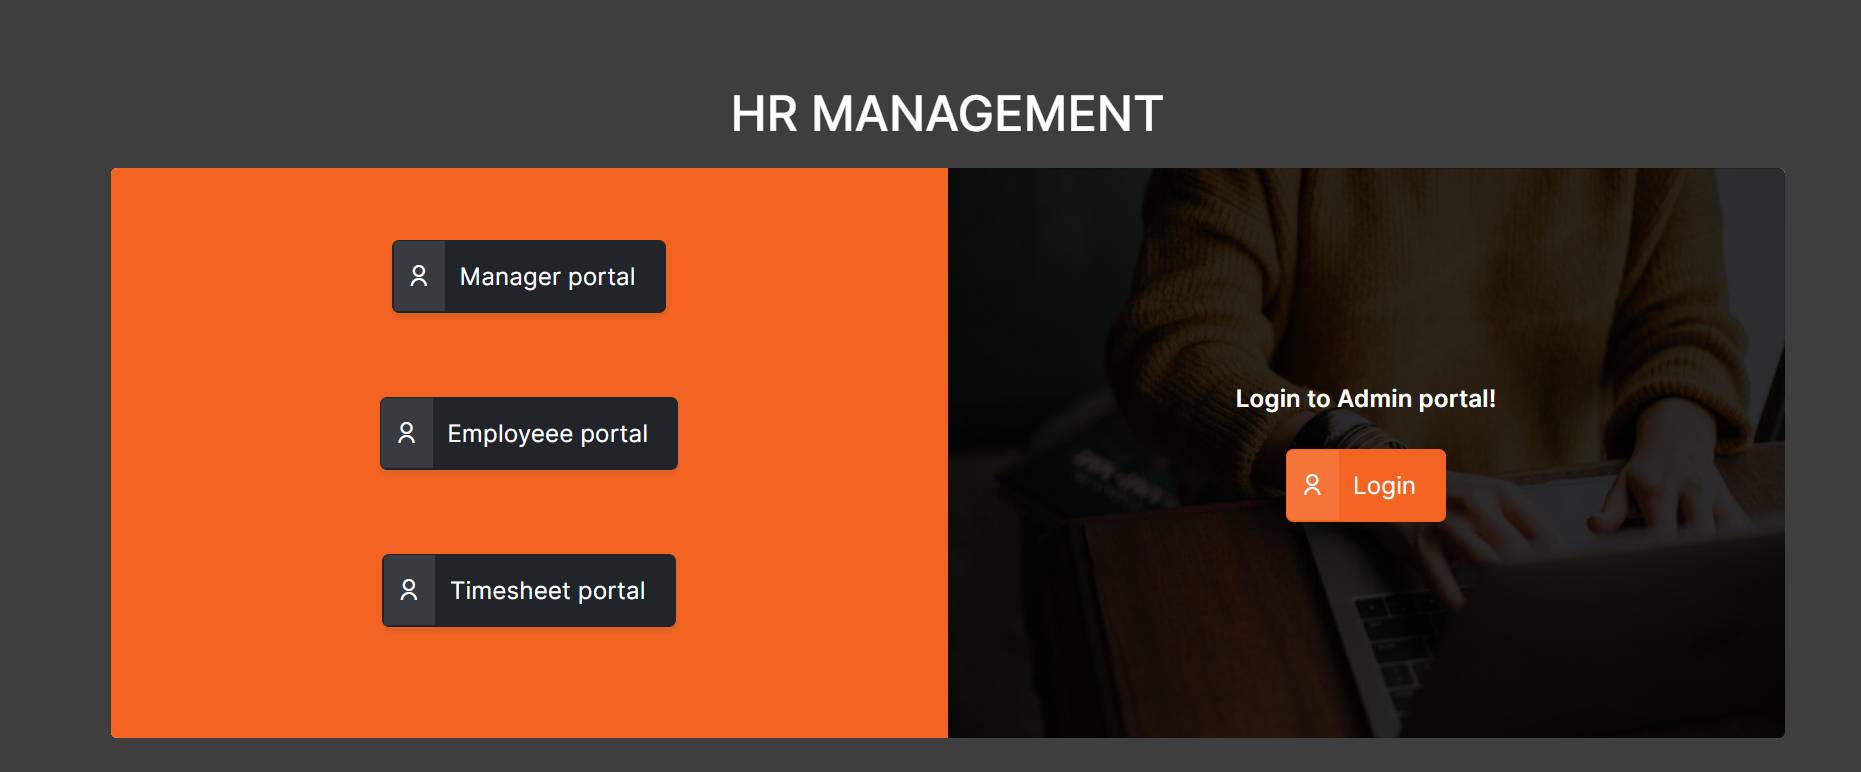 HR MANAGEMENT
Manager portal
Employeee portal
Timesheet portal
Login to Admin portal!
Login